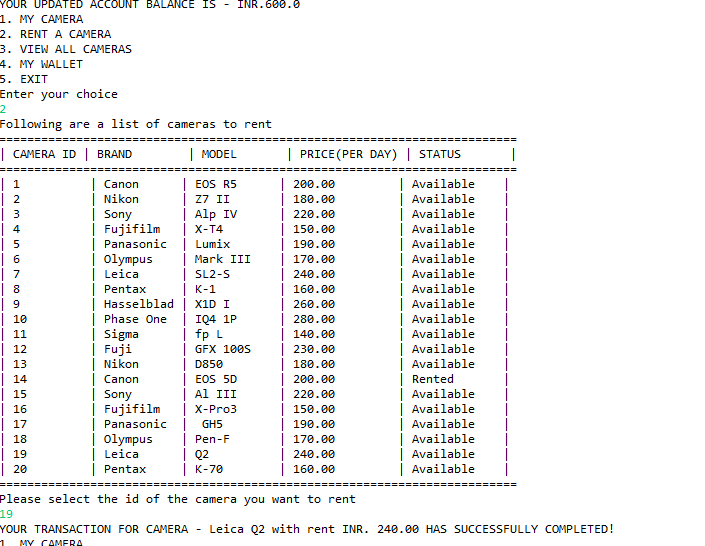 YOUR UPDATED ACCOUNT BALANCE IS - INR.600.0
1. MY CAMERA
2. RENT A CAMERA
3. VIEW ALL CAMERAS
4. MY WALLET
5. EXIT
Enter your choice
2
Following are a list of cameras to rent
==========================================================================
| CAMERA ID | BRAND | MODEL | PRICE(PER DAY) | STATUS |
==========================================================================
| 1 | Canon | EOS R5 | 200.00 | Available |
| 2 | Nikon | Z7 II | 180.00 | Available |
| 3 | Sony | Alp IV | 220.00 | Available |
| 4 | Fujifilm | X-T4 | 150.00 | Available |
| 5 | Panasonic | Lumix | 190.00 | Available |
| 6 | Olympus | Mark III | 170.00 | Available |
| 7 | Leica | SL2-S | 240.00 | Available |
| 8 | Pentax | K-1 | 160.00 | Available |
| 9 | Hasselblad | X1D I | 260.00 | Available |
| 10 | Phase One | IQ4 1P | 280.00 | Available |
| 11 | Sigma | fp L | 140.00 | Available |
| 12 | Fuji | GFX 100S | 230.00 | Available |
| 13 | Nikon | D850 | 180.00 | Available |
| 14 | Canon | EOS 5D | 200.00 | Rented |
| 15 | Sony | Al III | 220.00 | Available |
| 16 | Fujifilm | X-Pro3 | 150.00 | Available |
| 17 | Panasonic | GH5 | 190.00 | Available |
| 18 | Olympus | Pen-F | 170.00 | Available |
| 19 | Leica | Q2 | 240.00 | Available |
| 20 | Pentax | K-70 | 160.00 | Available |
==========================================================================
Please select the id of the camera you want to rent
19
YOUR TRANSACTION FOR CAMERA - Leica Q2 with rent INR. 240.00 HAS SUCCESSFULLY COMPLETED!
1. MY CAMERA